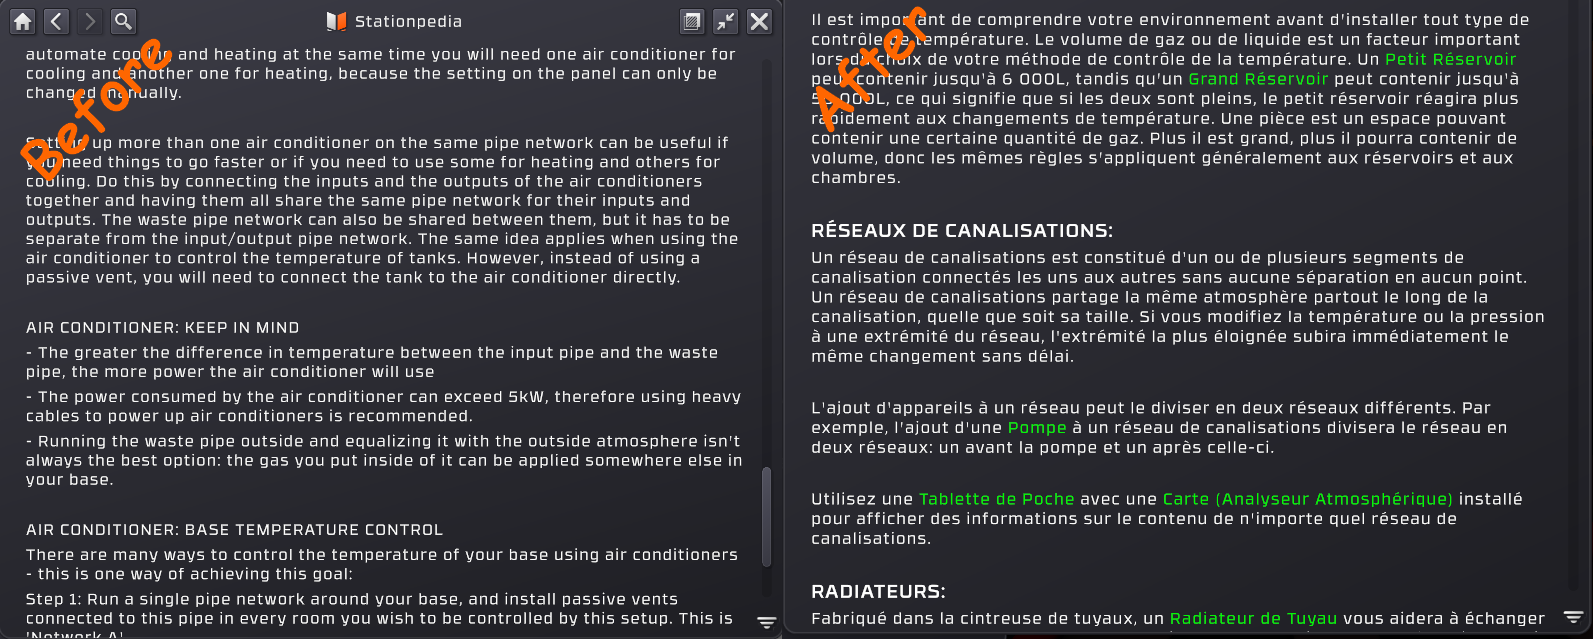 Stationpedia
Before
automate cooling and heating at the same time you will need one air conditioner for
cooling and another one for heating, because the setting on the panel can only be
changed manually.
Setting up more than one air conditioner on the same pipe network can be useful if
you need things to go faster or if you need to use some for heating and others for
cooling. Do this by connecting the inputs and the outputs of the air conditioners
together and having them all share the same pipe network for their inputs and
outputs. The waste pipe network can also be shared between them, but it has to be
separate from the input/output pipe network. The same idea applies when using the
air conditioner to control the temperature of tanks. However, instead of using a
passive vent, you will need to connect the tank to the air conditioner directly.
AIR CONDITIONER: KEEP IN MIND
- The greater the difference in temperature between the input pipe and the waste
pipe, the more power the air conditioner will use
- The power consumed by the air conditioner can exceed 5kW, therefore using heavy
cables to power up air conditioners is recommended.
- Running the waste pipe outside and equalizing it with the outside atmosphere isn't
always the best option: the gas you put inside of it can be applied somewhere else in
your base.
AIR CONDITIONER: BASE TEMPERATURE CONTROL
There are many ways to control the temperature of your base using air conditioners
- this is one way of achieving this goal:
Step 1: Run a single pipe network around your base, and install passive vents
connected to this pipe in every room you wish to be controlled by this setup. This is
'Network A'
After
Il est important de comprendre votre environnement avant d'installer tout type de
contrôle de température. Le volume de gaz ou de liquide est un facteur important
lors du choix de votre méthode de contrôle de la température. Un Petit Réservoir
peut contenir jusqu'à 6 000L, tandis qu'un Grand Réservoir peut contenir jusqu'à
50 000L, ce qui signifie que si les deux sont pleins, le petit réservoir réagira plus
rapidement aux changements de température. Une pièce est un espace pouvant
contenir une certaine quantité de gaz. Plus il est grand, plus il pourra contenir de
volume, donc les mêmes règles s'appliquent généralement aux réservoirs et aux
chambres.
RÉSEAUX DE CANALISATIONS:
Un réseau de canalisations est constitué d'un ou de plusieurs segments de
canalisation connectés les uns aux autres sans aucune séparation en aucun point.
Un réseau de canalisations partage la même atmosphère partout le long de la
canalisation, quelle que soit sa taille. Si vous modifiez la température ou la pression
à une extrémité du réseau, l'extrémité la plus éloignée subira immédiatement le
même changement sans délai.
L'ajout d'appareils à un réseau peut le diviser en deux réseaux différents. Par
exemple, l'ajout d'une Pompe à un réseau de canalisations divisera le réseau en
deux réseaux: un avant la pompe et un après celle-ci.
Utilisez une Tablette de Poche avec une Carte (Analyseur Atmosphérique) installé
pour afficher des informations sur le contenu de n'importe quel réseau de
canalisations.
RADIATEURS:
Fabriqué dans la cintreuse de tuyaux, un Radiateur de Tuyau vous aidera à échanger